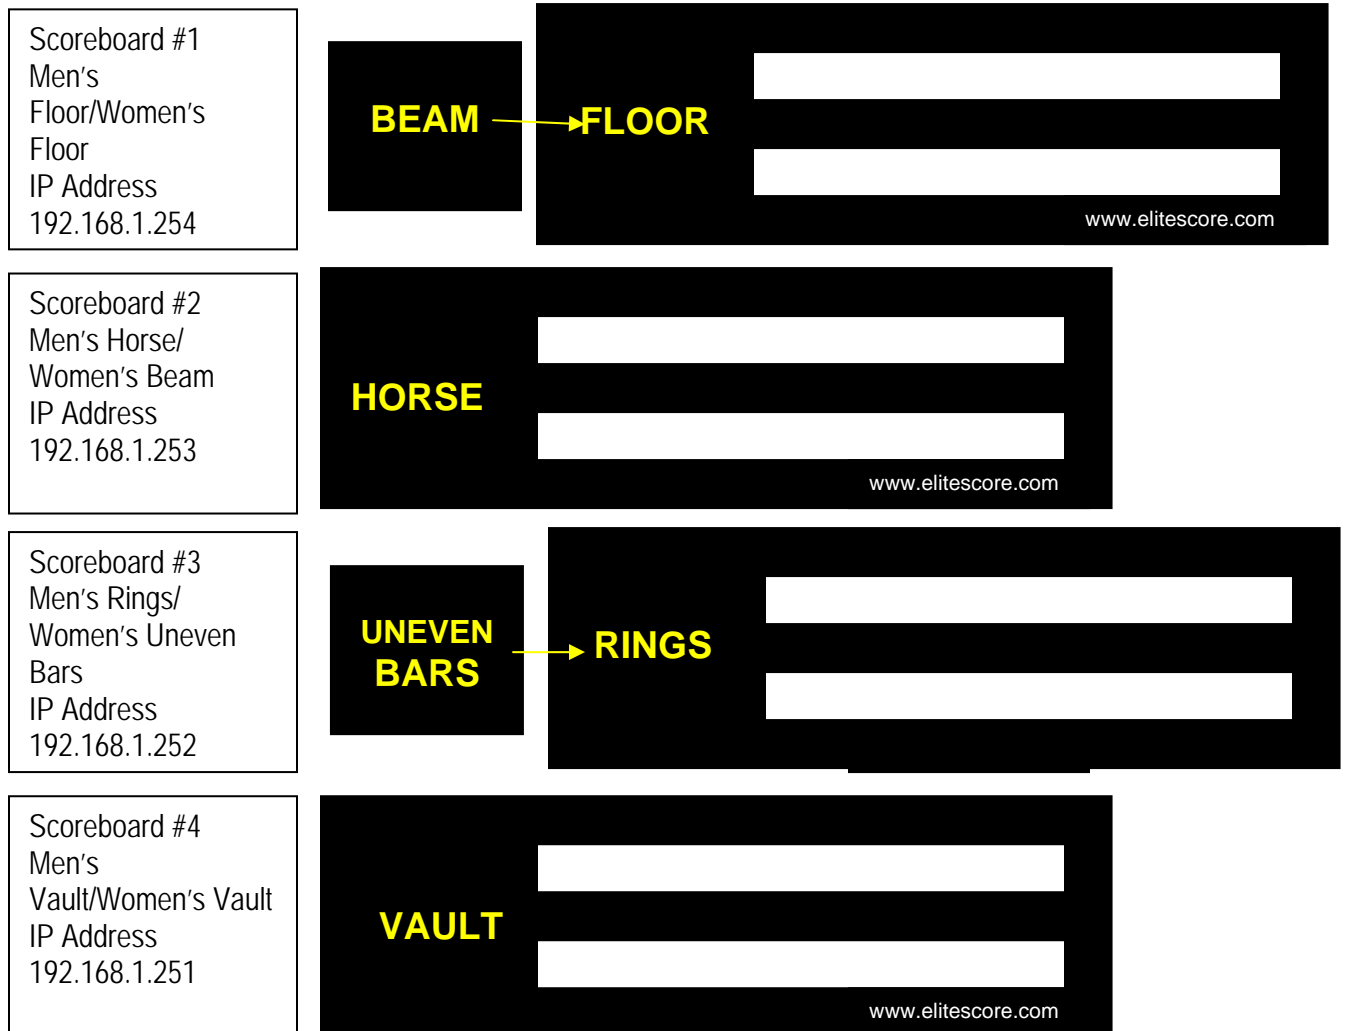 Scoreboard #1
Men's
Floor/Women's
Floor
IP Address
192.168.1.254
BEAM
FLOOR
www.elitescore.com
Scoreboard #2
Men's Horse/
Women's Beam
IP Address
192.168.1.253
HORSE
www.elitescore.com
Scoreboard #3
Men's Rings/
Women's Uneven
Bars
IP Address
192.168.1.252
UNEVEN
BARS
RINGS
Scoreboard #4
Men's
Vault/Women's Vault
IP Address
192.168.1.251
VAULT
www.elitescore.com